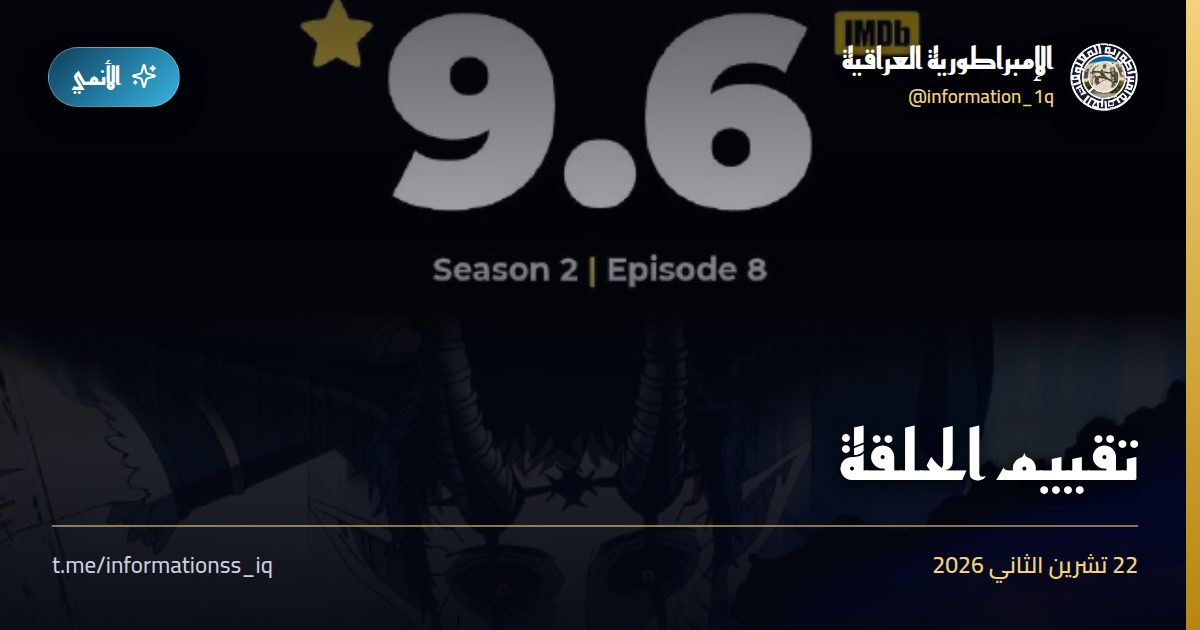 9.6
IMDb
الإمبراطورية العراقية
@information_1q
الأنمي
Season 2 | Episode 8
تقييم الحلقة
22 تشرين الثاني 2026
t.me/informationss_iq